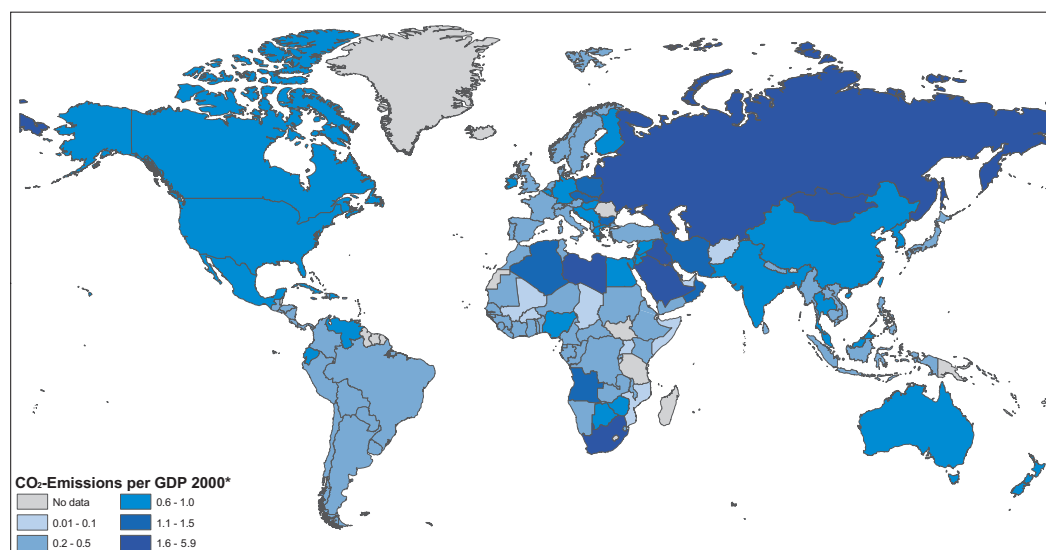 CO₂-Emissions per GDP 2000*
No data
0.6 - 1.0
0.01 - 0.1
1.1 - 1.5
0.2 - 0.5
1.6 - 5.9